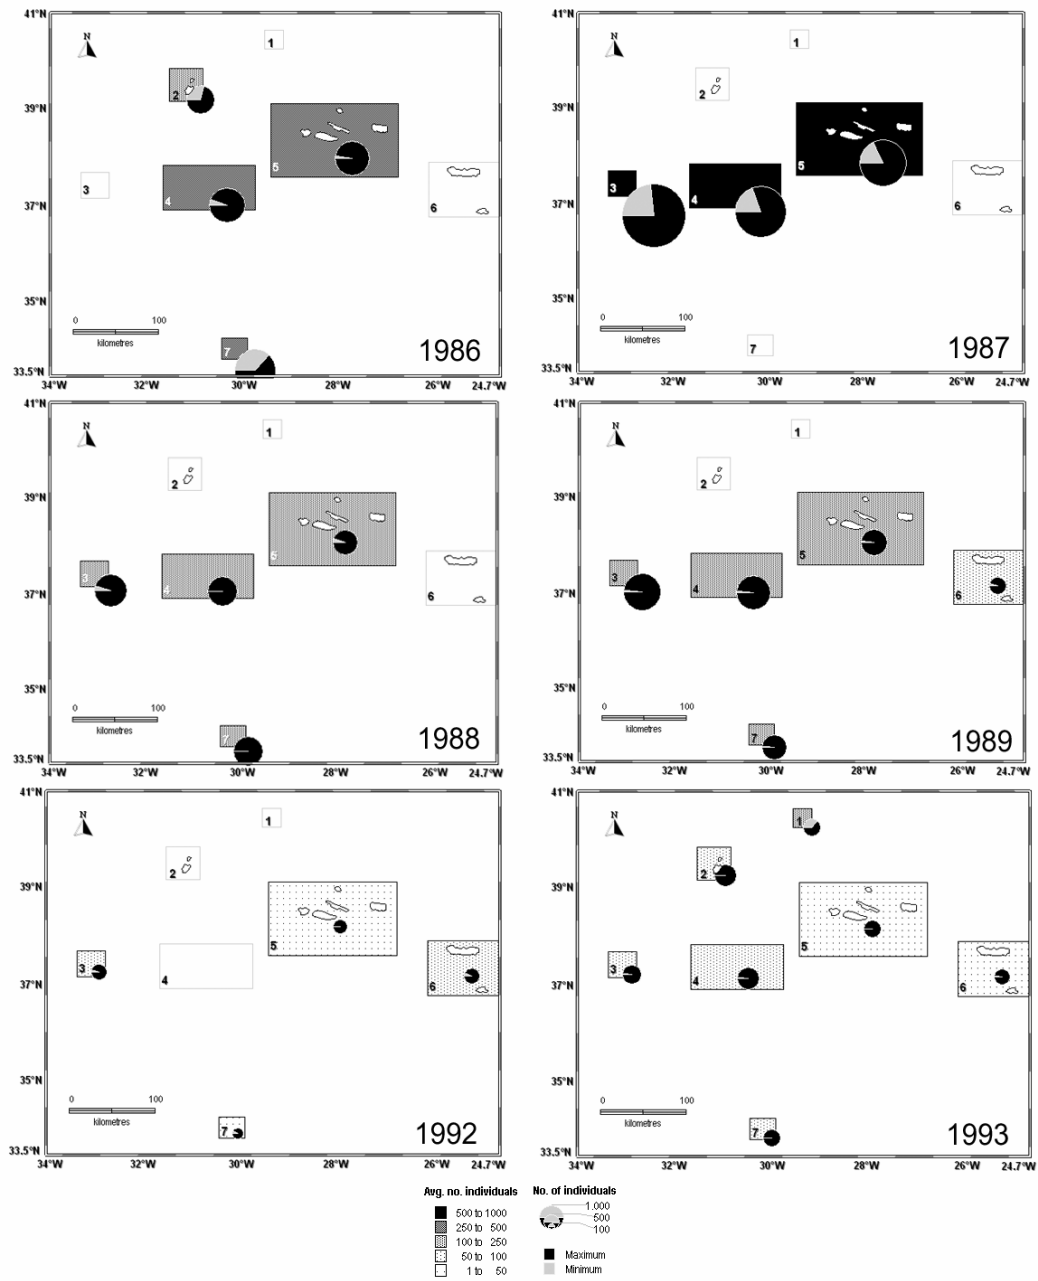 41°N
N
1
2
39°N
5
3
4
37°N
6
35°N
0 100
kilometres
7
1986
33.5°N
34°W 32°W 30°W 28°W 26°W 24.7°W
41°N
N
1
2
39°N
5
3
4
37°N
6
35°N
0 100
kilometres
7
1987
33.5°N
34°W 32°W 30°W 28°W 26°W 24.7°W
41°N
N
1
2
39°N
5
3
4
37°N
6
35°N
0 100
kilometres
7
1988
33.5°N
34°W 32°W 30°W 28°W 26°W 24.7°W
41°N
N
1
2
39°N
5
3
4
37°N
6
35°N
0 100
kilometres
7
1989
33.5°N
34°W 32°W 30°W 28°W 26°W 24.7°W
41°N
N
1
2
39°N
5
3
4
37°N
6
35°N
0 100
kilometres
7
1992
33.5°N
34°W 32°W 30°W 28°W 26°W 24.7°W
41°N
N
1
2
39°N
5
3
4
37°N
6
35°N
0 100
kilometres
7
1993
33.5°N
34°W 32°W 30°W 28°W 26°W 24.7°W
Avg. no. individuals
500 to 1000
250 to 500
100 to 250
50 to 100
1 to 50
No. of individuals
1.000
500
100
Maximum
Minimum